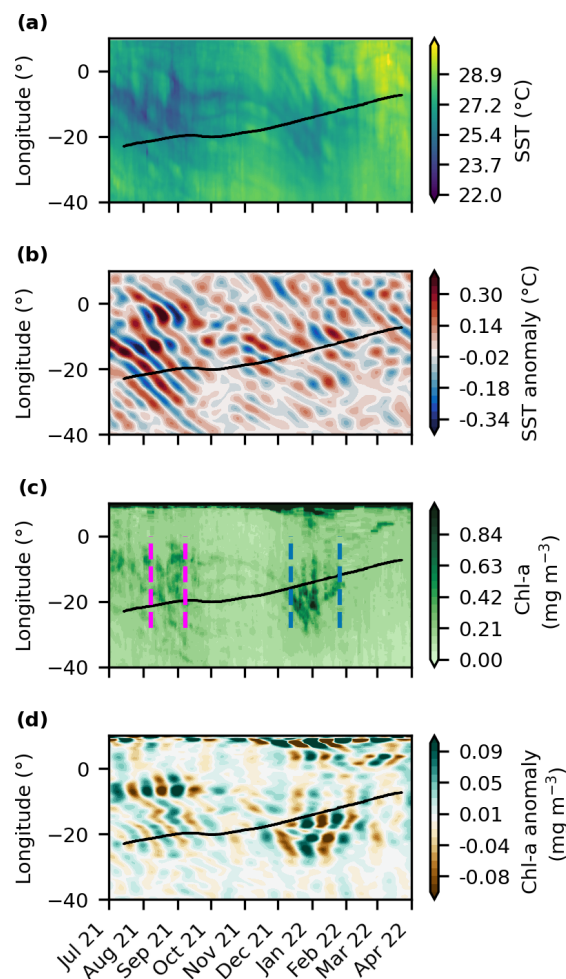 (a)
Longitude (°)
0
−20
−40
28.9
27.2
25.4
23.7
22.0
SST (°C)
(b)
Longitude (°)
0
−20
−40
0.30
0.14
-0.02
-0.18
-0.34
SST anomaly (°C)
(c)
Longitude (°)
0
−20
−40
0.84
0.63
0.42
0.21
0.00
Chl-a
(mg m⁻³)
(d)
Longitude (°)
0
−20
−40
0.09
0.05
0.01
-0.04
-0.08
Chl-a anomaly
(mg m⁻³)
Jul 21
Aug 21
Sep 21
Oct 21
Nov 21
Dec 21
Jan 22
Feb 22
Mar 22
Apr 22